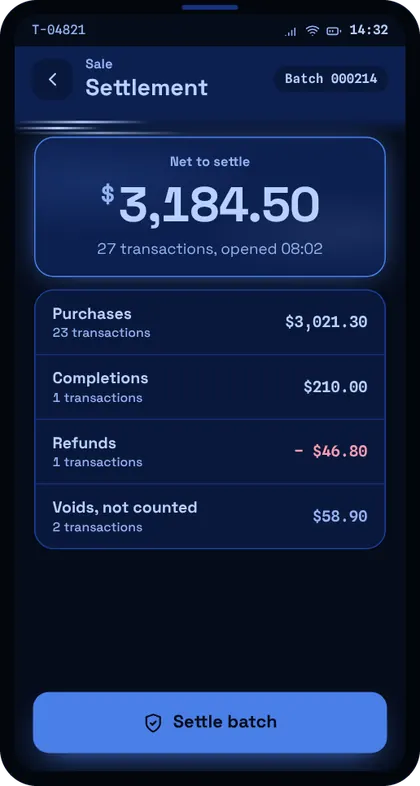 T-04821
14:32
Sale
Settlement
Batch 000214
Net to settle
$3,184.50
27 transactions, opened 08:02
Purchases
23 transactions
$3,021.30
Completions
1 transactions
$210.00
Refunds
1 transactions
− $46.80
Voids, not counted
2 transactions
$58.90
Settle batch